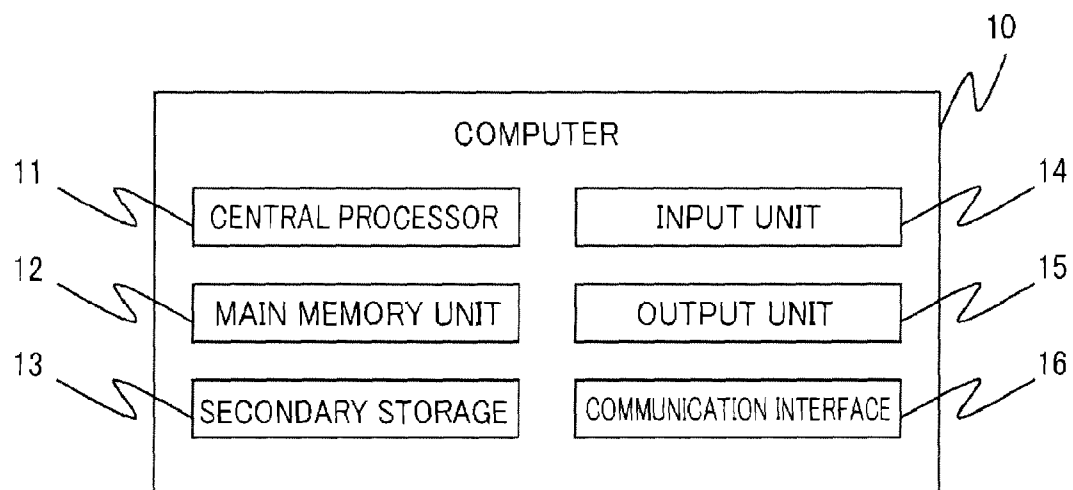 10
COMPUTER
11
CENTRAL PROCESSOR
INPUT UNIT
14
12
MAIN MEMORY UNIT
OUTPUT UNIT
15
13
SECONDARY STORAGE
COMMUNICATION INTERFACE
16